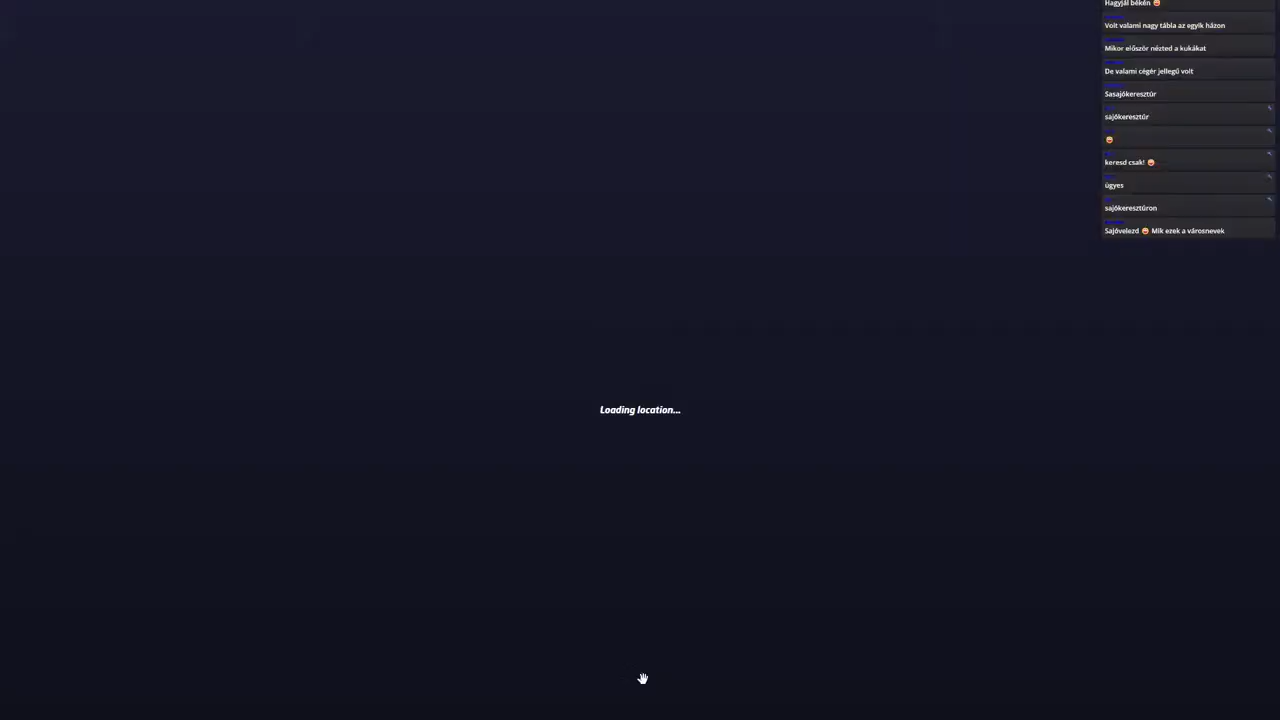 Hagyjál békén 😄
Volt valami nagy tábla az egyik házon
Mikor először nézted a kukákat
De valami cégér jellegű volt
Sasajókeresztúr
sajókeresztúr
😄
keresd csak! 😄
ügyes
sajókeresztúron
Sajóvelezd 😄 Mik ezek a városnevek
Loading location...